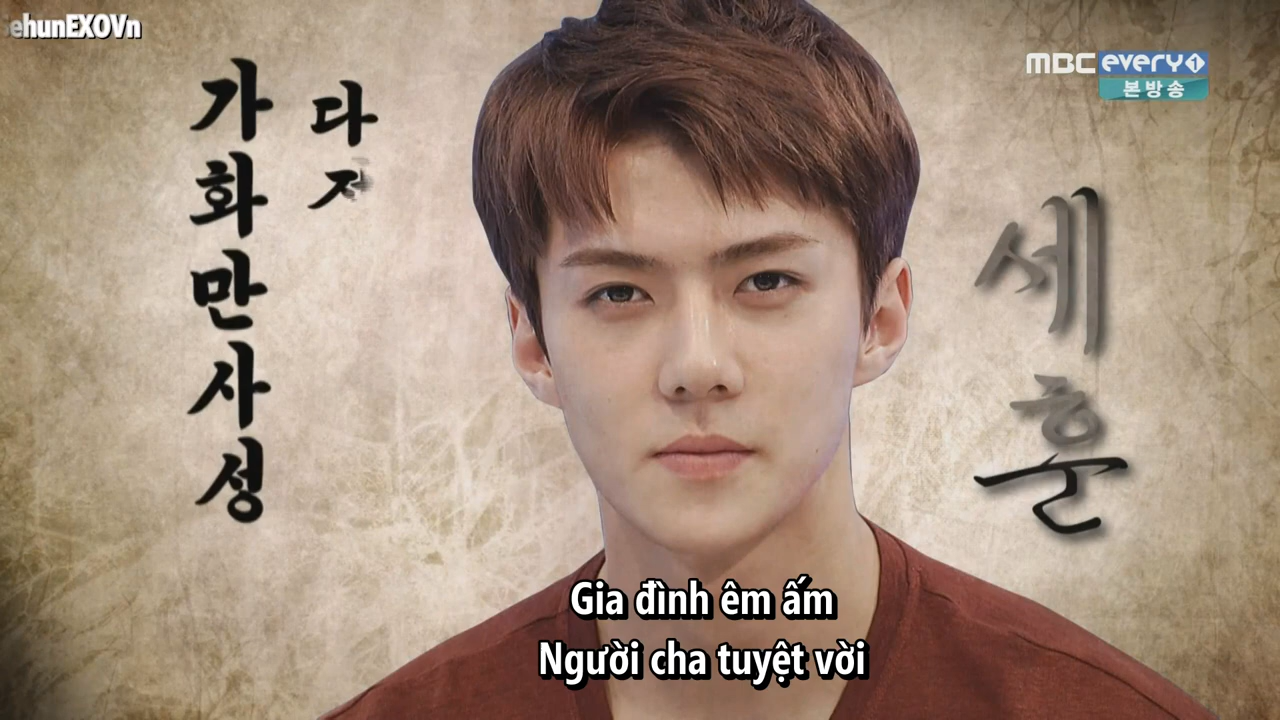 ehunEXOVn
MBC every1
본방송
가화만사성
다
세훈
Gia đình êm ấm
Người cha tuyệt vời